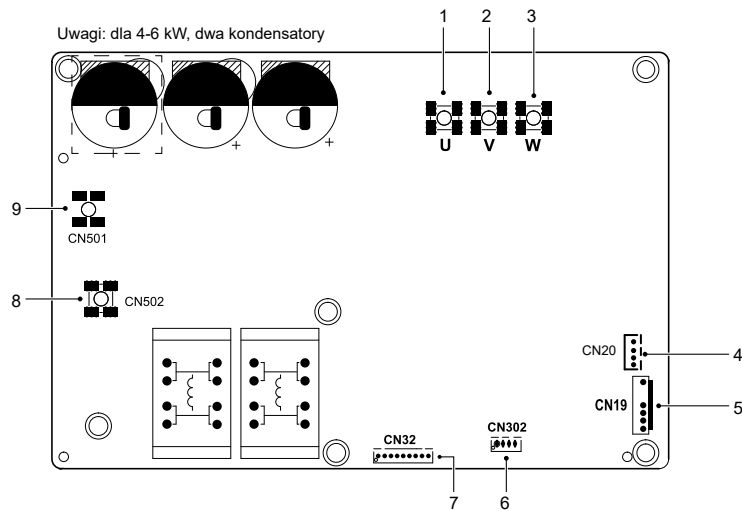 Uwagi: dla 4-6 kW, dwa kondensatory
1
2
3
U
V
W
9
CN501
8
CN502
CN20
4
CN19
5
CN32
CN302
7
6